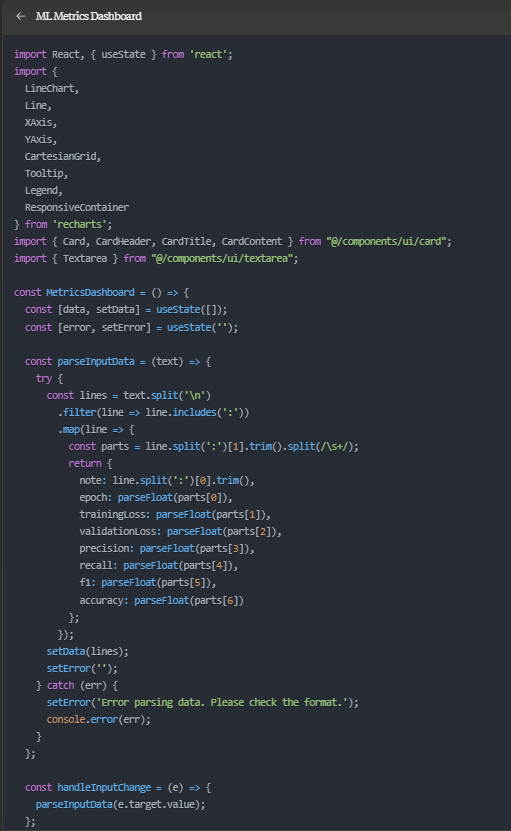 ← ML Metrics Dashboard
import React, { useState } from 'react';
import {
  LineChart,
  Line,
  XAxis,
  YAxis,
  CartesianGrid,
  Tooltip,
  Legend,
  ResponsiveContainer
} from 'recharts';
import { Card, CardHeader, CardTitle, CardContent } from "@/components/ui/card";
import { Textarea } from "@/components/ui/textarea";

const MetricsDashboard = () => {
  const [data, setData] = useState([]);
  const [error, setError] = useState('');

  const parseInputData = (text) => {
    try {
      const lines = text.split('\n')
        .filter(line => line.includes(':'))
        .map(line => {
          const parts = line.split(':')[1].trim().split(/\s+/);
          return {
            note: line.split(':')[0].trim(),
            epoch: parseFloat(parts[0]),
            trainingLoss: parseFloat(parts[1]),
            validationLoss: parseFloat(parts[2]),
            precision: parseFloat(parts[3]),
            recall: parseFloat(parts[4]),
            f1: parseFloat(parts[5]),
            accuracy: parseFloat(parts[6])
          };
        });
      setData(lines);
      setError('');
    } catch (err) {
      setError('Error parsing data. Please check the format.');
      console.error(err);
    }
  };

  const handleInputChange = (e) => {
    parseInputData(e.target.value);
  };